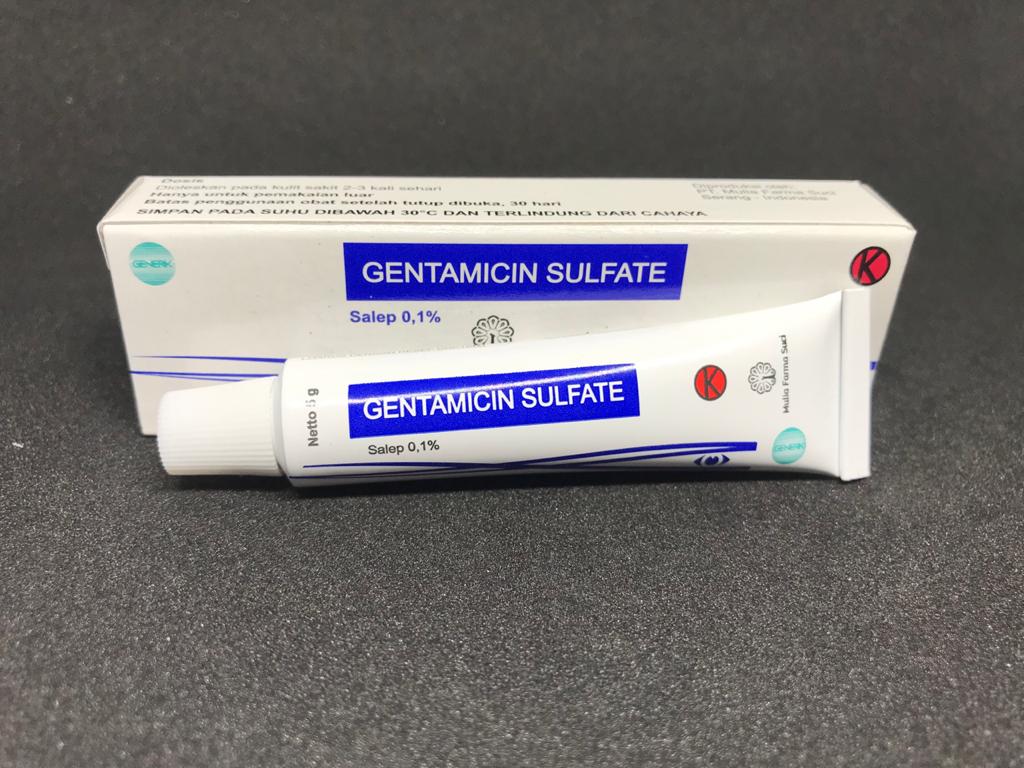 Dosis
Dioleskan pada kulit sakit 2-3 kali sehari
Hanya untuk pemakaian luar
Batas penggunaan obat setelah tutup dibuka, 30 hari
SIMPAN PADA SUHU DIBAWAH 30°C DAN TERLINDUNG DARI CAHAYA
Diproduksi oleh:
PT. Mulia Farma Suci
Serang - Indonesia
GENERIK
GENTAMICIN SULFATE
K
Salep 0,1%
Netto 5 g
GENTAMICIN SULFATE
Salep 0,1%
K
Mulia Farma Suci
GENERIK